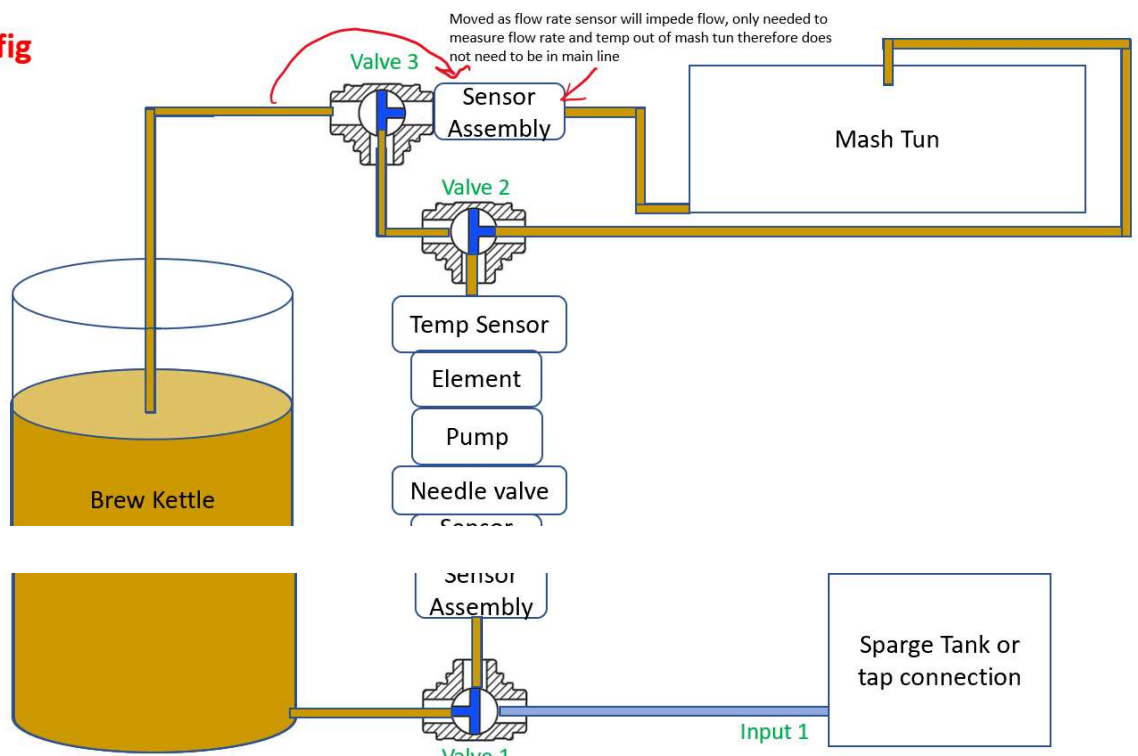 Moved as flow rate sensor will impede flow, only needed to
measure flow rate and temp out of mash tun therefore does
not need to be in main line
fig
Valve 3
Sensor
Assembly
Mash Tun
Valve 2
Temp Sensor
Element
Pump
Needle valve
Brew Kettle
Sensor
Sensor
Assembly
Sparge Tank or
tap connection
Input 1
Valve 1